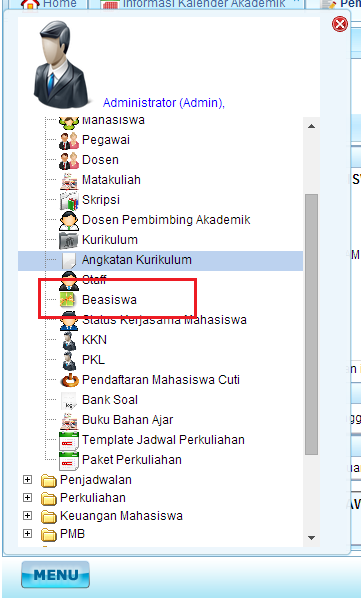 Home
Informasi Kalender Akademik
Administrator (Admin),
Mahasiswa
Pegawai
Dosen
Matakuliah
Skripsi
Dosen Pembimbing Akademik
Kurikulum
Angkatan Kurikulum
Staff
Beasiswa
Status Kerjasama Mahasiswa
KKN
PKL
Pendaftaran Mahasiswa Cuti
Bank Soal
Buku Bahan Ajar
Template Jadwal Perkuliahan
Paket Perkuliahan
Penjadwalan
Perkuliahan
Keuangan Mahasiswa
PMB
MENU